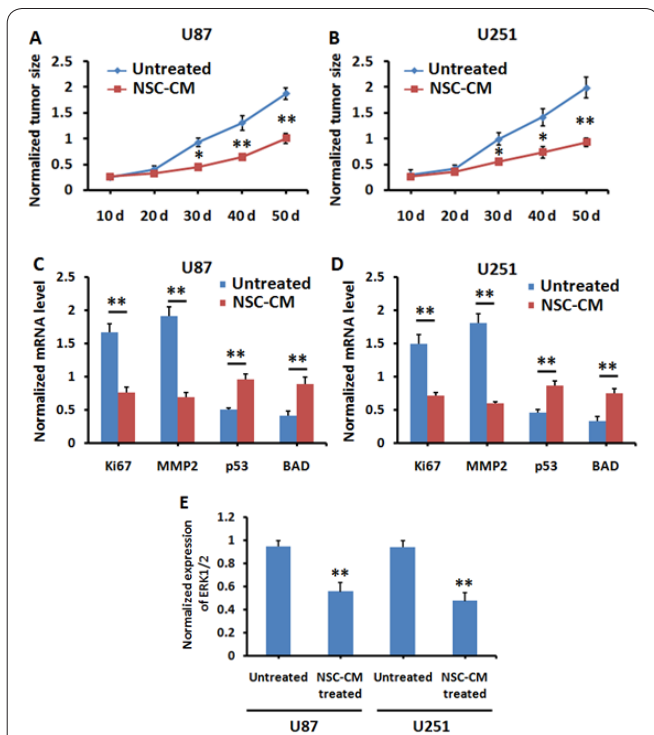 A
U87
Normalized tumor size
2.5
2
1.5
1
0.5
0
Untreated
NSC-CM
*
**
**
10 d 20 d 30 d 40 d 50 d
B
U251
Normalized tumor size
2.5
2
1.5
1
0.5
0
Untreated
NSC-CM
*
*
**
10 d 20 d 30 d 40 d 50 d
C
U87
Normalized mRNA level
2.5
2
1.5
1
0.5
0
Untreated
NSC-CM
** ** ** **
Ki67 MMP2 p53 BAD
D
U251
Normalized mRNA level
2.5
2
1.5
1
0.5
0
Untreated
NSC-CM
** ** ** **
Ki67 MMP2 p53 BAD
E
Normalized expression
of ERK1/2
1.2
1
0.8
0.6
0.4
0.2
0
** **
Untreated NSC-CM Untreated NSC-CM
treated treated
U87 U251